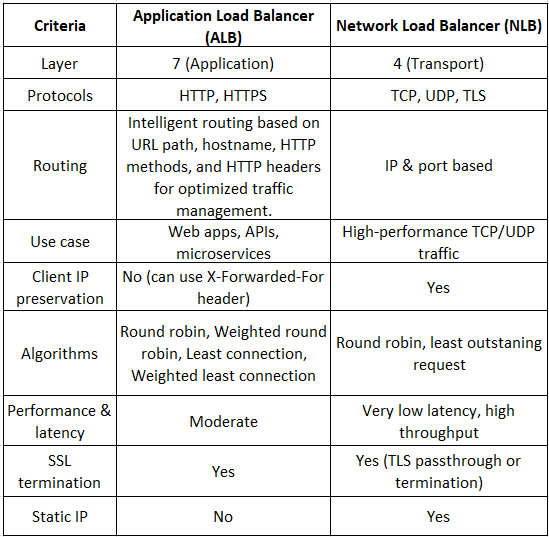 Criteria
Application Load Balancer
(ALB)
Network Load Balancer (NLB)
Layer
7 (Application)
4 (Transport)
Protocols
HTTP, HTTPS
TCP, UDP, TLS
Routing
Intelligent routing based on
URL path, hostname, HTTP
methods, and HTTP headers
for optimized traffic
management.
IP & port based
Use case
Web apps, APIs,
microservices
High-performance TCP/UDP
traffic
Client IP
preservation
No (can use X-Forwarded-For
header)
Yes
Algorithms
Round robin, Weighted round
robin, Least connection,
Weighted least connection
Round robin, least outstaning
request
Performance &
latency
Moderate
Very low latency, high
throughput
SSL
termination
Yes
Yes (TLS passthrough or
termination)
Static IP
No
Yes